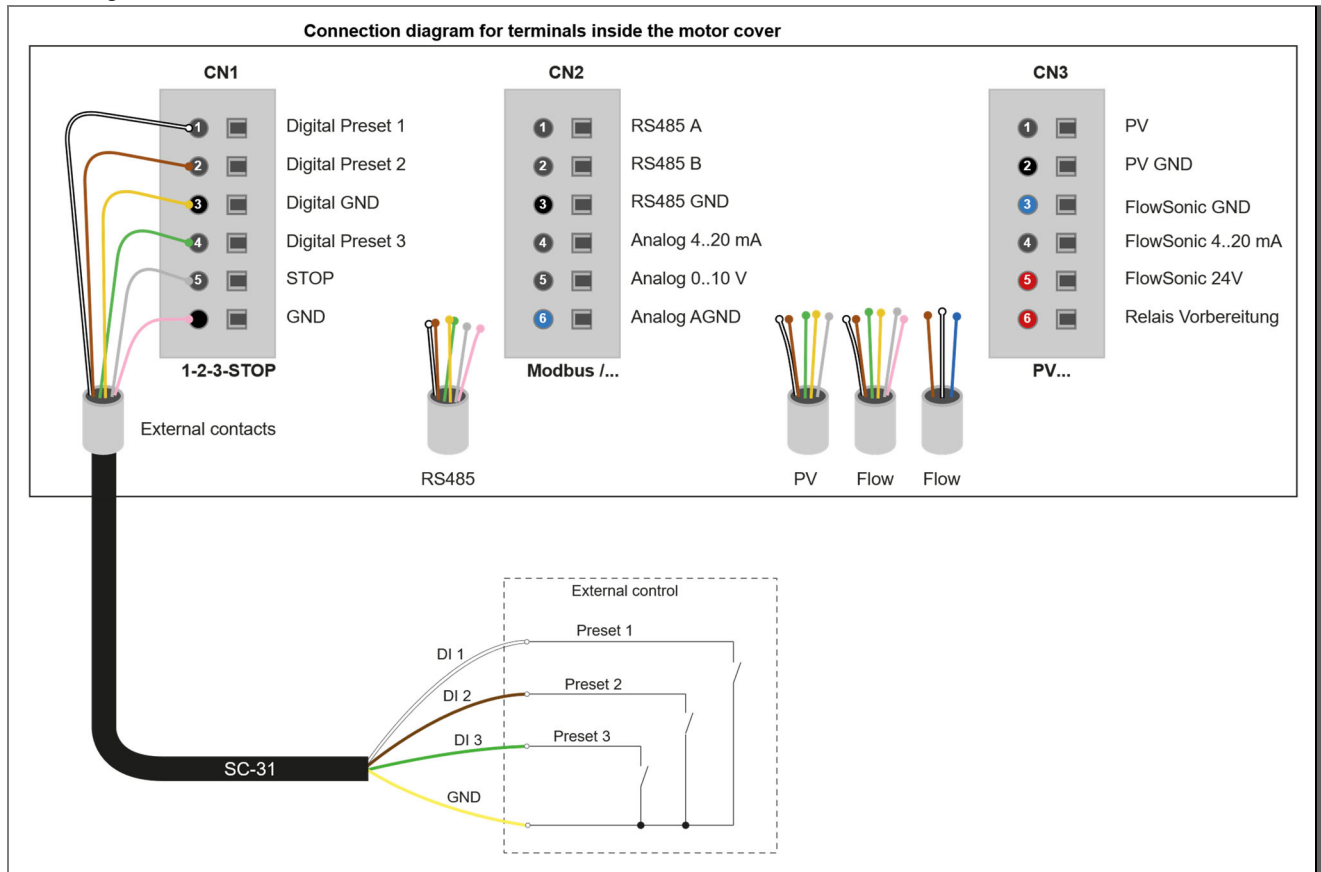 Connection diagram for terminals inside the motor cover
CN1
1 Digital Preset 1
2 Digital Preset 2
3 Digital GND
4 Digital Preset 3
5 STOP
GND
1-2-3-STOP
External contacts
CN2
1 RS485 A
2 RS485 B
3 RS485 GND
4 Analog 4..20 mA
5 Analog 0..10 V
6 Analog AGND
Modbus /...
RS485
CN3
1 PV
2 PV GND
3 FlowSonic GND
4 FlowSonic 4..20 mA
5 FlowSonic 24V
6 Relais Vorbereitung
PV...
PV
Flow
Flow
SC-31
External control
DI 1
Preset 1
DI 2
Preset 2
DI 3
Preset 3
GND